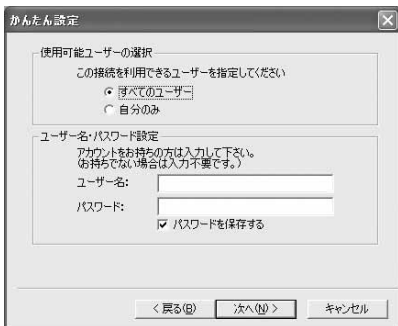 かんたん設定
使用可能ユーザーの選択
この接続を利用できるユーザーを指定してください
すべてのユーザー
自分のみ
ユーザー名・パスワード設定
アカウントをお持ちの方は入力して下さい。
(お持ちでない場合は入力不要です。)
ユーザー名:
パスワード:
パスワードを保存する
< 戻る(B) 次へ(N) > キャンセル